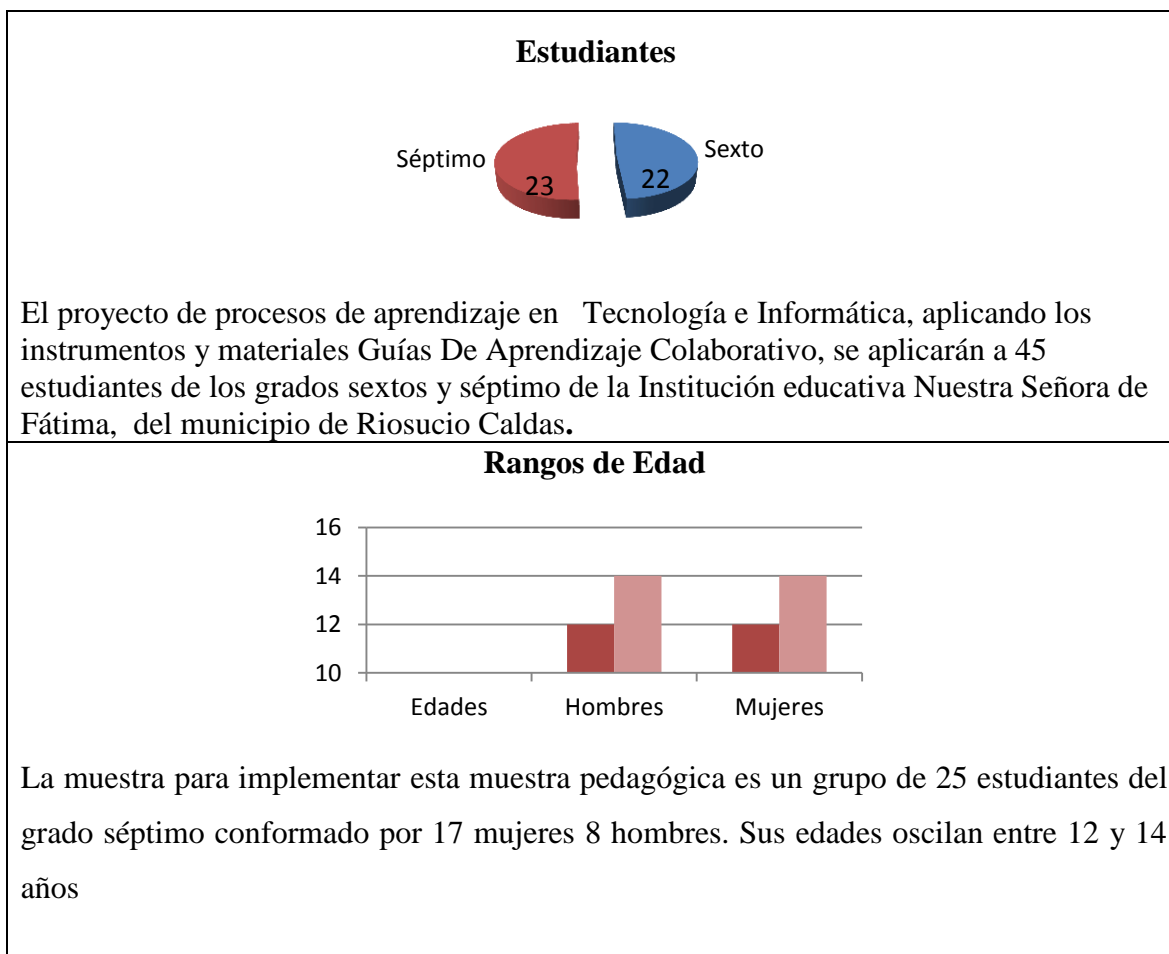 Estudiantes
Séptimo
Sexto
23
22
El proyecto de procesos de aprendizaje en Tecnología e Informática, aplicando los
instrumentos y materiales Guías De Aprendizaje Colaborativo, se aplicarán a 45
estudiantes de los grados sextos y séptimo de la Institución educativa Nuestra Señora de
Fátima, del municipio de Riosucio Caldas.
Rangos de Edad
16
14
12
10
Edades Hombres Mujeres
La muestra para implementar esta muestra pedagógica es un grupo de 25 estudiantes del
grado séptimo conformado por 17 mujeres 8 hombres. Sus edades oscilan entre 12 y 14
años